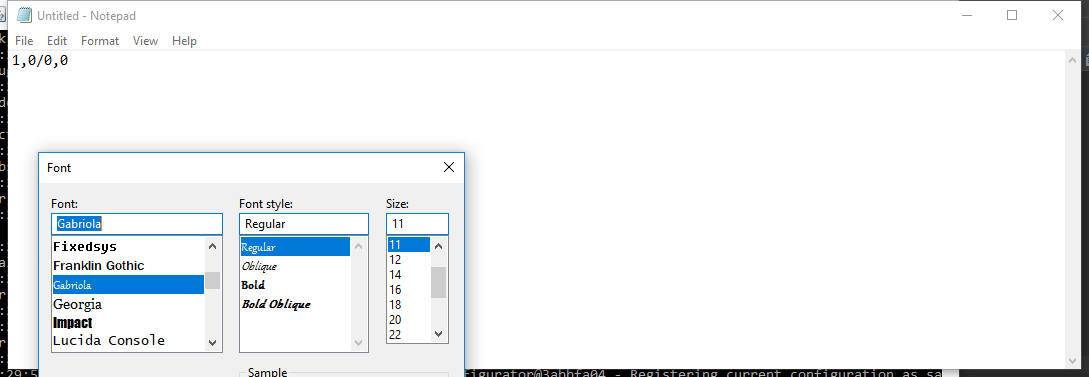 Untitled - Notepad
File Edit Format View Help
1,0/0,0
Font
Font: Font style: Size:
Gabriola Regular 11
Fixedsys
Franklin Gothic
Gabriola
Georgia
Impact
Lucida Console
Regular
Oblique
Bold
Bold Oblique
11
12
14
16
18
20
22
Sample
:29:5
igurator@3abbfa04 - Registering current configuration as sa